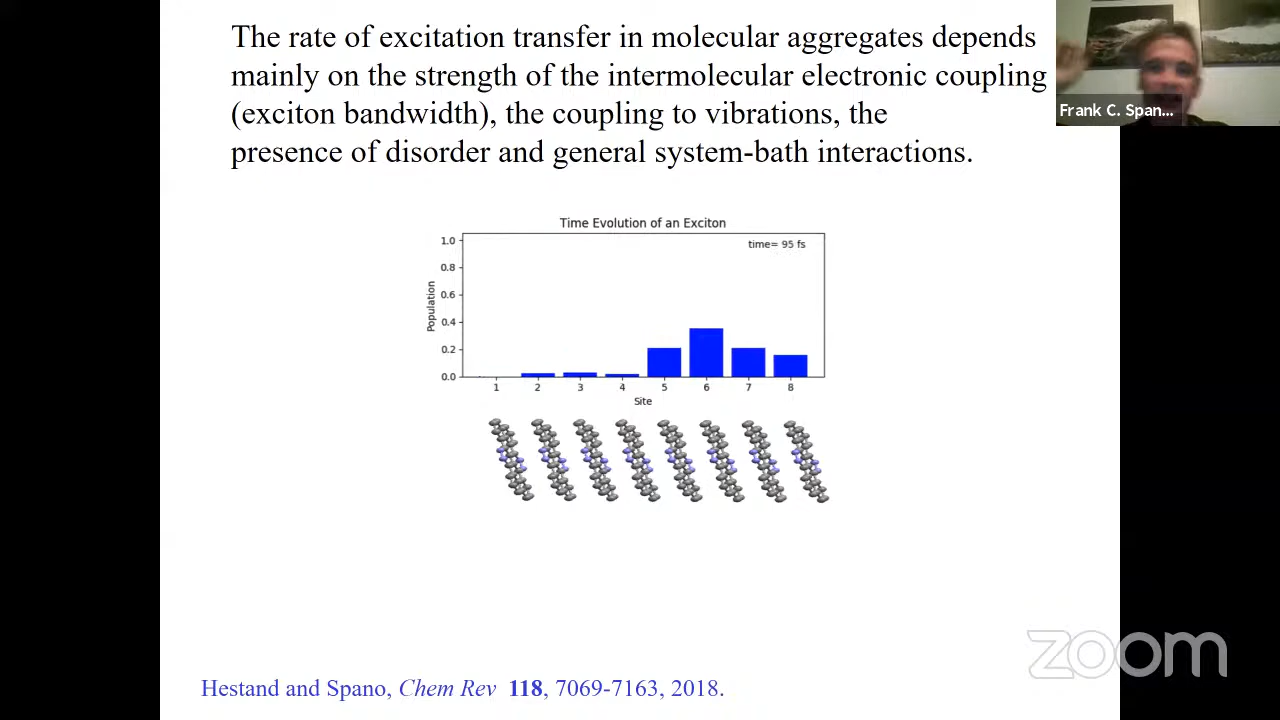 The rate of excitation transfer in molecular aggregates depends
mainly on the strength of the intermolecular electronic coupling
(exciton bandwidth), the coupling to vibrations, the
presence of disorder and general system-bath interactions.
Frank C. Span...
Time Evolution of an Exciton
time= 95 fs
1.0
0.8
0.6
0.4
0.2
0.0
Population
1 2 3 4 5 6 7 8
Site
zoom
Hestand and Spano, Chem Rev 118, 7069-7163, 2018.